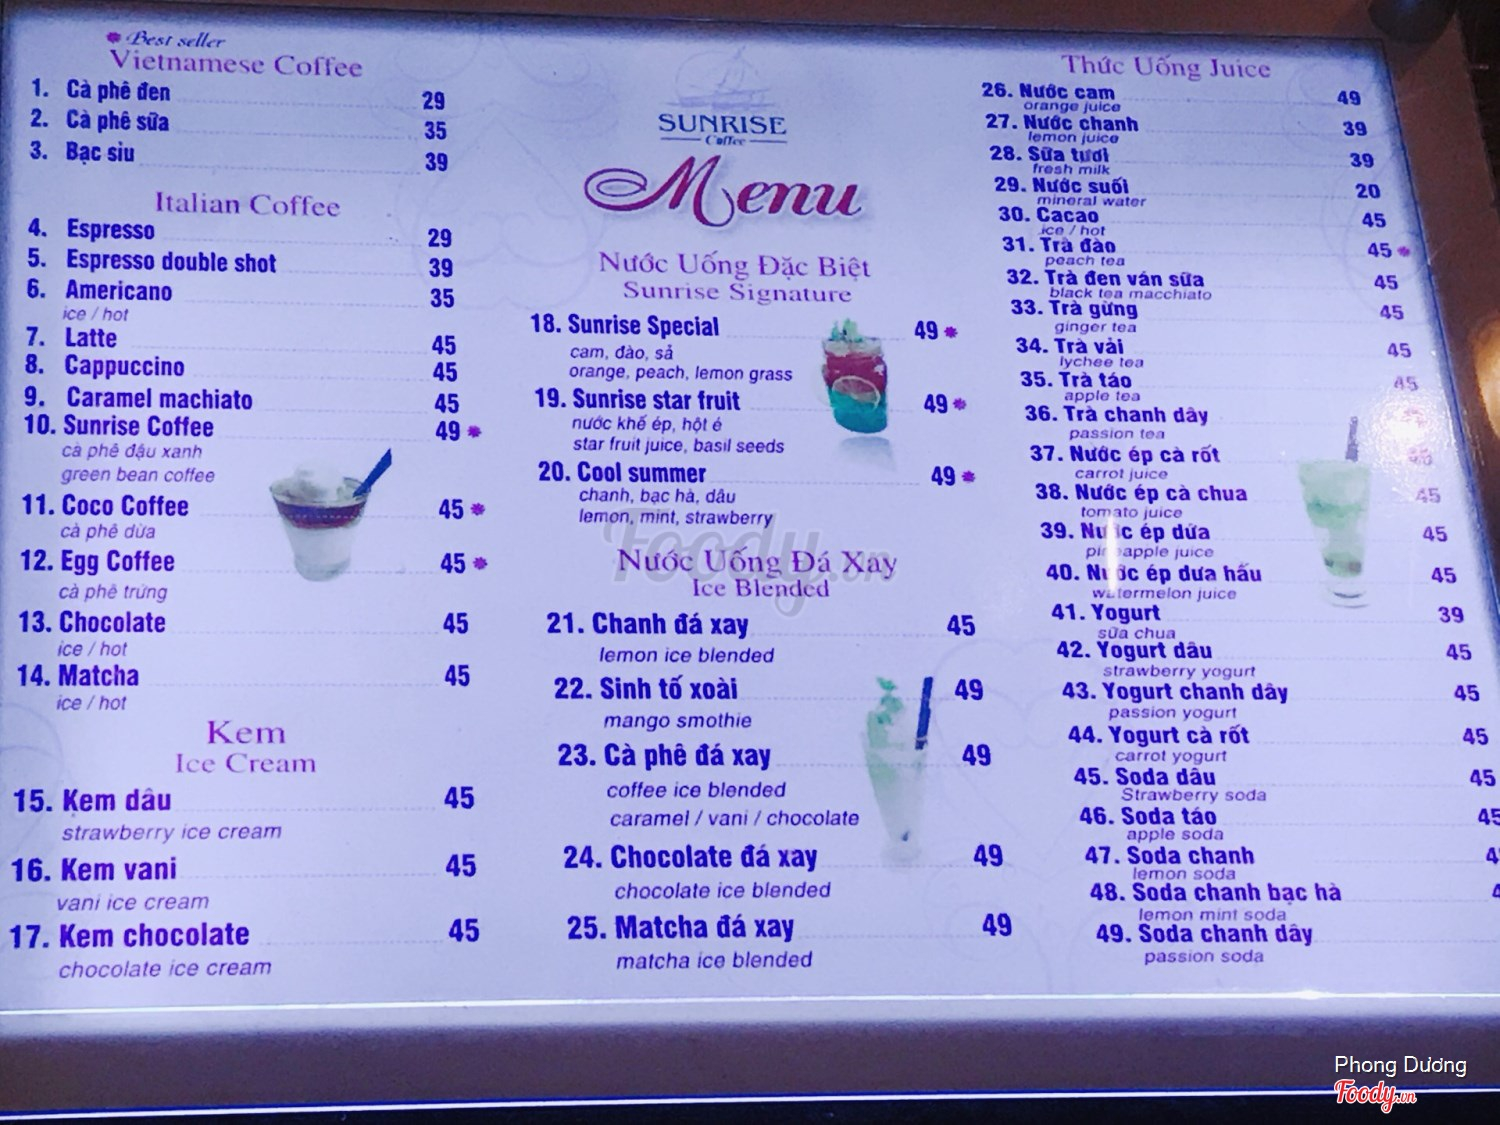 Best seller
Vietnamese Coffee
1. Cà phê đen 29
2. Cà phê sữa 35
3. Bạc siu 39
Italian Coffee
4. Espresso 29
5. Espresso double shot 39
6. Americano 35
ice / hot
7. Latte 45
8. Cappuccino 45
9. Caramel machiato 45
10. Sunrise Coffee 49
cà phê đậu xanh
green bean coffee
11. Coco Coffee 45
cà phê dừa
12. Egg Coffee 45
cà phê trứng
13. Chocolate 45
ice / hot
14. Matcha 45
ice / hot
Kem
Ice Cream
15. Kem dâu 45
strawberry ice cream
16. Kem vani 45
vani ice cream
17. Kem chocolate 45
chocolate ice cream
SUNRISE
Coffee
Menu
Nước Uống Đặc Biệt
Sunrise Signature
18. Sunrise Special 49
cam, đào, sả
orange, peach, lemon grass
19. Sunrise star fruit 49
nước khế ép, hột é
star fruit juice, basil seeds
20. Cool summer 49
chanh, bạc hà, dâu
lemon, mint, strawberry
Nước Uống Đá Xay
Ice Blended
21. Chanh đá xay 45
lemon ice blended
22. Sinh tố xoài 49
mango smothie
23. Cà phê đá xay 49
coffee ice blended
caramel / vani / chocolate
24. Chocolate đá xay 49
chocolate ice blended
25. Matcha đá xay 49
matcha ice blended
Thức Uống Juice
26. Nước cam 49
orange juice
27. Nước chanh 39
lemon juice
28. Sữa tươi 39
fresh milk
29. Nước suối 20
mineral water
30. Cacao 45
ice / hot
31. Trà đào 45
peach tea
32. Trà đen ván sữa 45
black tea macchiato
33. Trà gừng 45
ginger tea
34. Trà vải 45
lychee tea
35. Trà táo 45
apple tea
36. Trà chanh dây
passion tea
37. Nước ép cà rốt
carrot juice
38. Nước ép cà chua 45
tomato juice
39. Nước ép dứa 45
pineapple juice
40. Nước ép dưa hấu 45
watermelon juice
41. Yogurt 39
sữa chua
42. Yogurt dâu 45
strawberry yogurt
43. Yogurt chanh dây 45
passion yogurt
44. Yogurt cà rốt 45
carrot yogurt
45. Soda dâu 45
Strawberry soda
46. Soda táo 45
apple soda
47. Soda chanh
lemon soda
48. Soda chanh bạc hà
lemon mint soda
49. Soda chanh dây
passion soda
Foody.vn
Phong Dương
Foody.vn